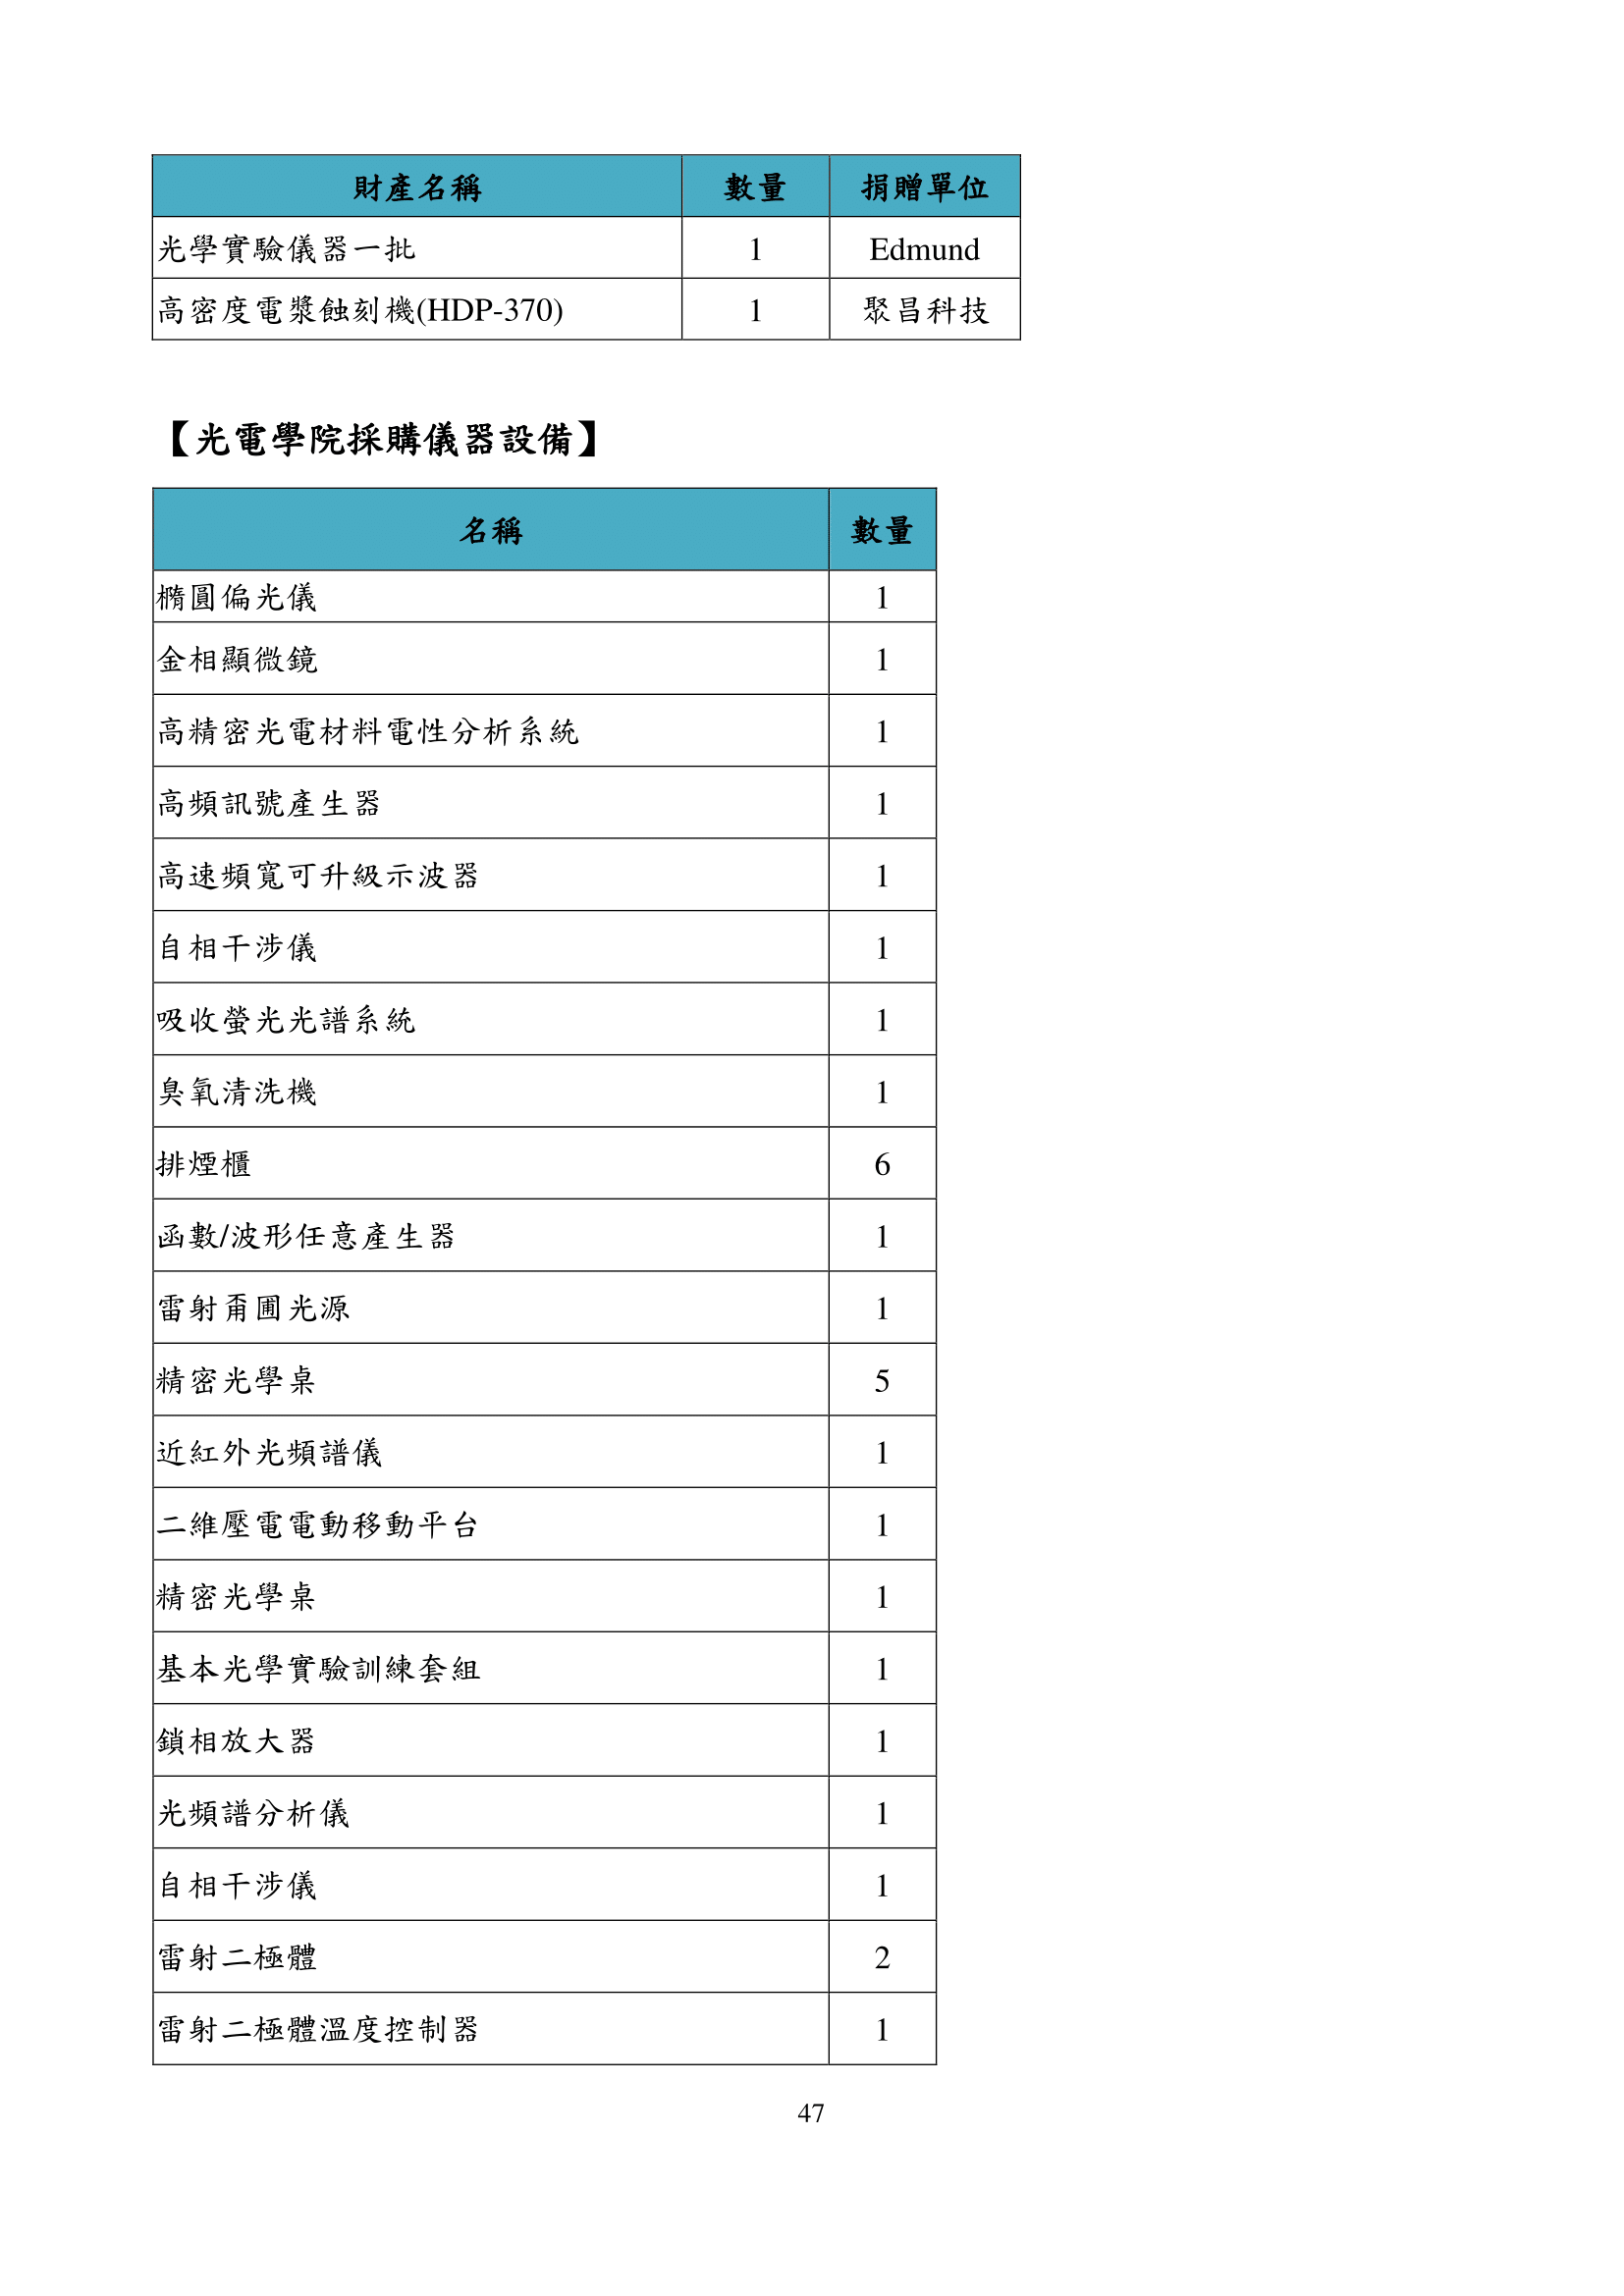 財產名稱 數量 捐贈單位
光學實驗儀器一批 1 Edmund
高密度電漿蝕刻機(HDP-370) 1 聚昌科技
【光電學院採購儀器設備】
名稱 數量
橢圓偏光儀 1
金相顯微鏡 1
高精密光電材料電性分析系統 1
高頻訊號產生器 1
高速頻寬可升級示波器 1
自相干涉儀 1
吸收螢光光譜系統 1
臭氧清洗機 1
排煙櫃 6
函數/波形任意產生器 1
雷射甭圃光源 1
精密光學桌 5
近紅外光頻譜儀 1
二維壓電電動移動平台 1
精密光學桌 1
基本光學實驗訓練套組 1
鎖相放大器 1
光頻譜分析儀 1
自相干涉儀 1
雷射二極體 2
雷射二極體溫度控制器 1
47